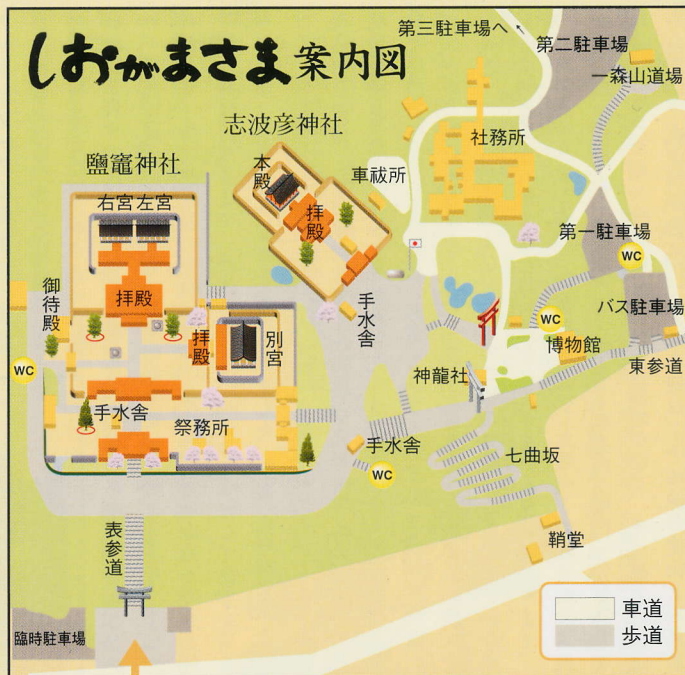 しおがまさま案内図
第三駐車場へ
第二駐車場
一森山道場
志波彦神社
社務所
鹽竈神社
本殿
車祓所
拝殿
右宮
左宮
第一駐車場
WC
御待殿
拝殿
手水舎
バス駐車場
WC
拝殿
別宮
博物館
東参道
WC
神龍社
手水舎
祭務所
手水舎
七曲坂
WC
表参道
鞘堂
車道
歩道
臨時駐車場